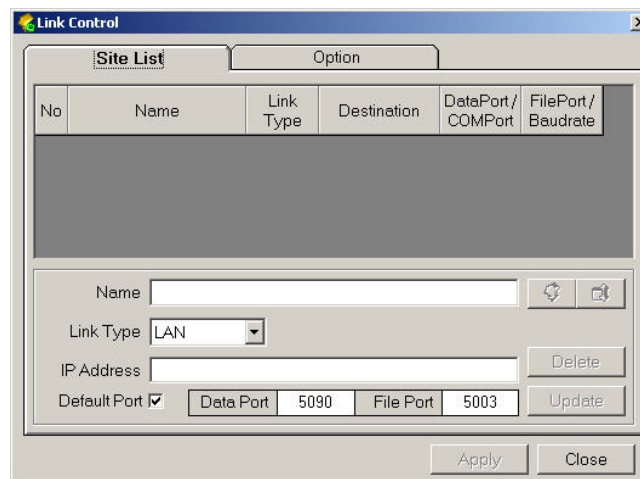 Link Control
Site List Option
No Name Link Type Destination DataPort/ COMPort FilePort/ Baudrate
Name
Link Type LAN
IP Address Delete
Default Port Data Port 5090 File Port 5003 Update
Apply Close